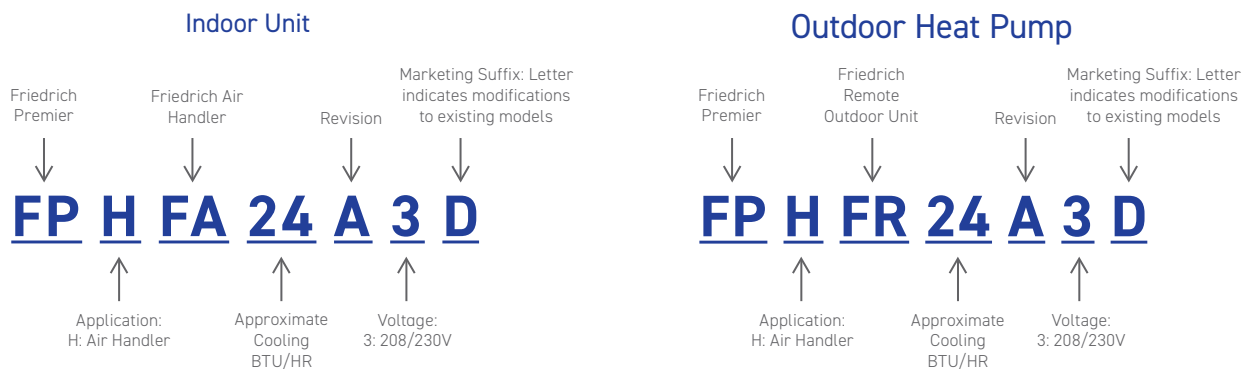 Indoor Unit
Friedrich
Premier
Friedrich Air
Handler
Revision
Marketing Suffix: Letter
indicates modifications
to existing models
FP H FA 24 A 3 D
Application:
H: Air Handler
Approximate
Cooling
BTU/HR
Voltage:
3: 208/230V
Outdoor Heat Pump
Friedrich
Premier
Friedrich
Remote
Outdoor Unit
Revision
Marketing Suffix: Letter
indicates modifications
to existing models
FP H FR 24 A 3 D
Application:
H: Air Handler
Approximate
Cooling
BTU/HR
Voltage:
3: 208/230V